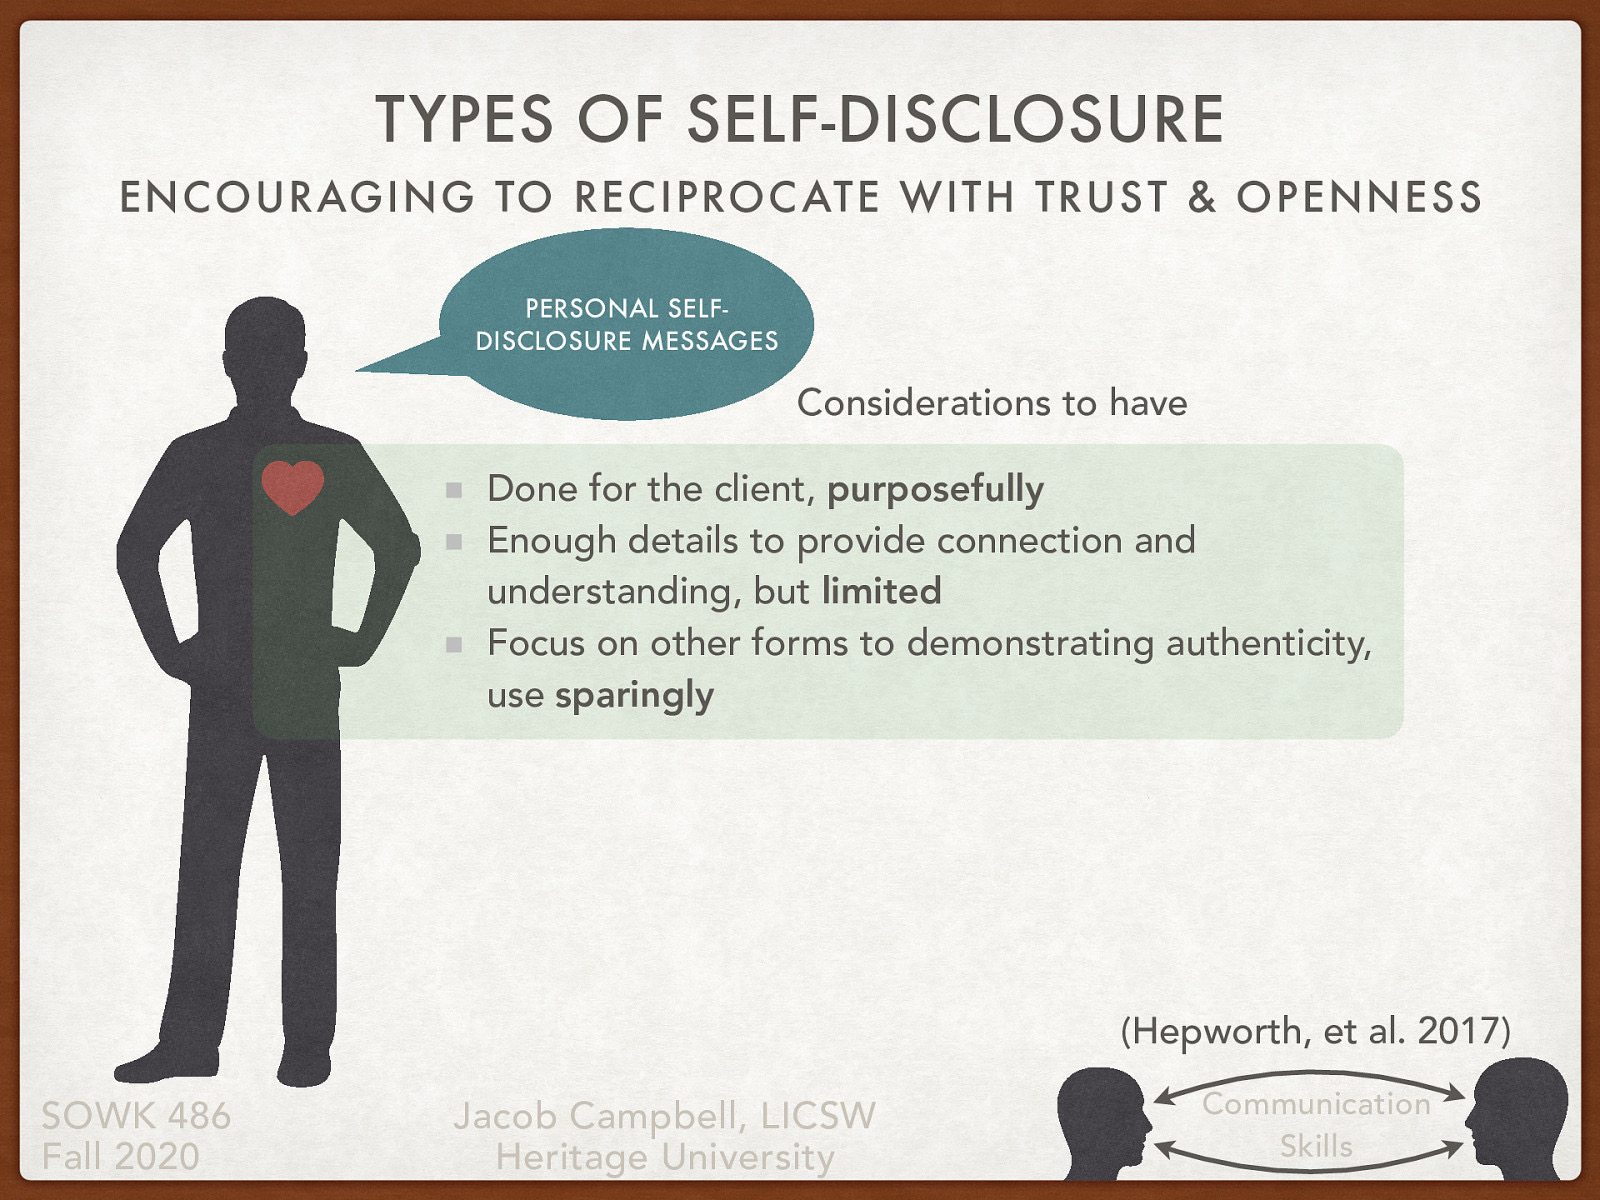 TYPES OF SELF-DISCLOSURE
ENCOURAGING TO RECIPROCATE WITH TRUST & OPENNESS
PERSONAL SELF-
DISCLOSURE MESSAGES
Considerations to have
Done for the client, purposefully
Enough details to provide connection and
understanding, but limited
Focus on other forms to demonstrating authenticity,
use sparingly
(Hepworth, et al. 2017)
SOWK 486
Fall 2020
Jacob Campbell, LICSW
Heritage University
Communication
Skills